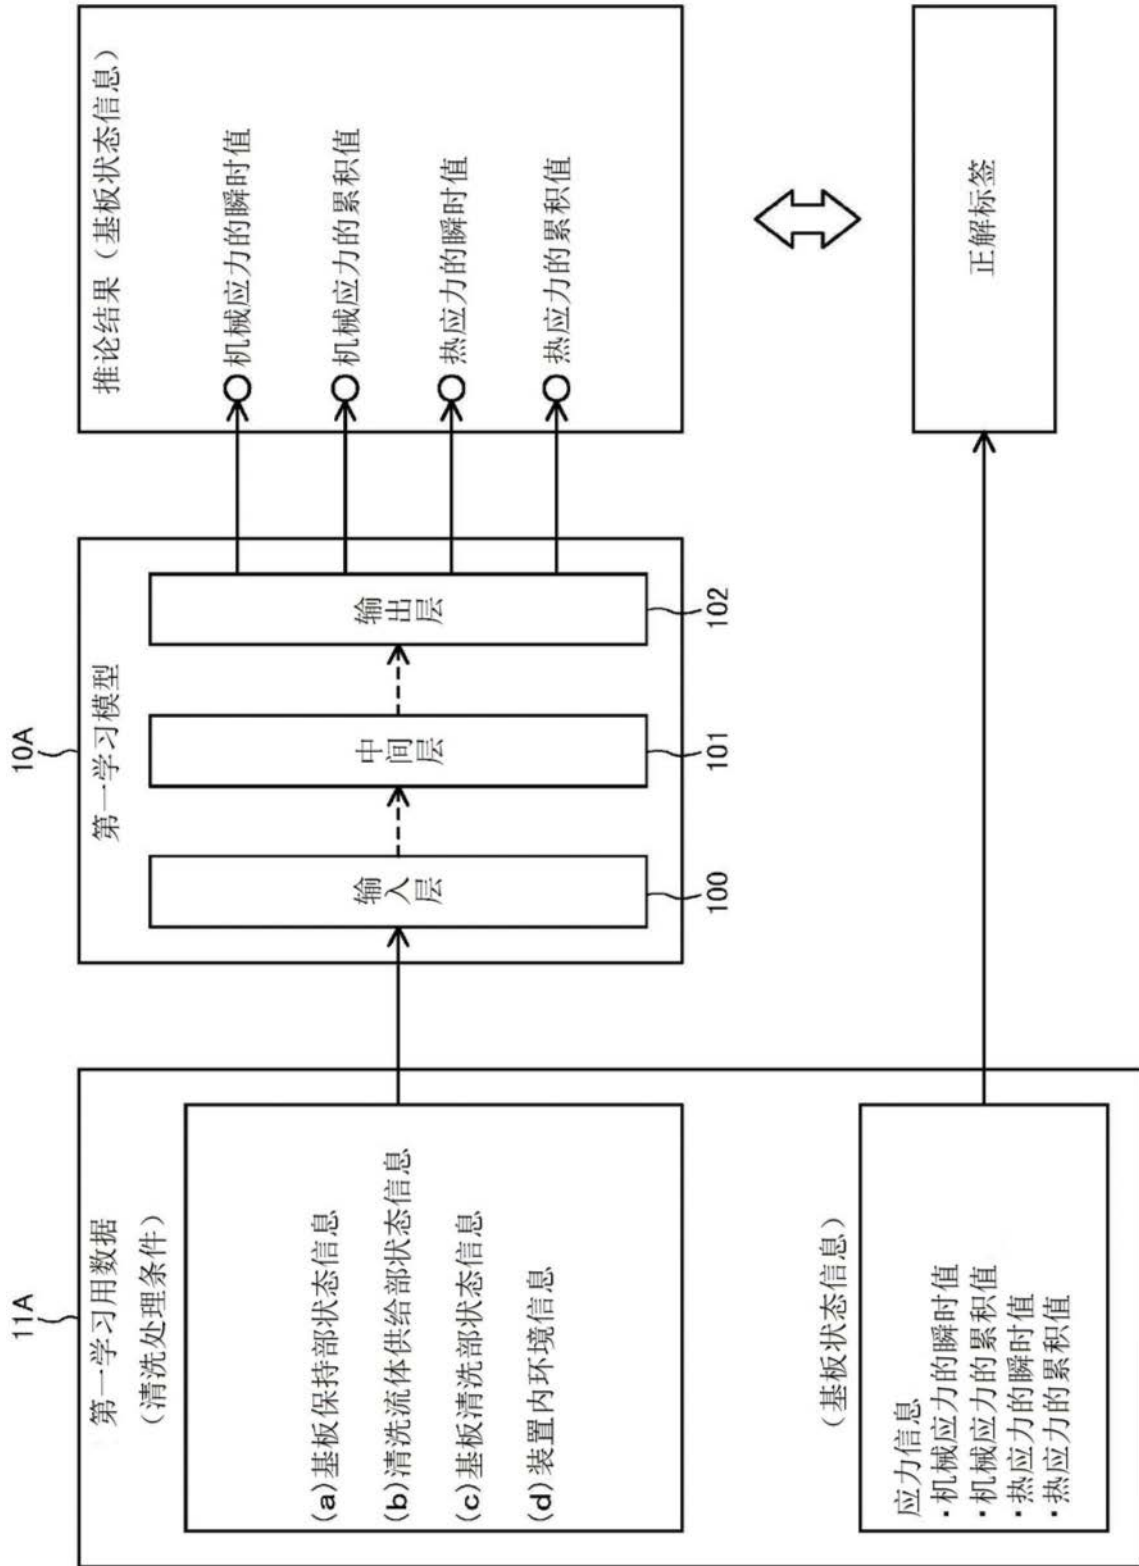 11A
第一学习用数据
（清洗处理条件）
(a)基板保持部状态信息
(b)清洗流体供给部状态信息
(c)基板清洗部状态信息
(d)装置内环境信息
（基板状态信息）
应力信息
·机械应力的瞬时值
·机械应力的累积值
·热应力的瞬时值
·热应力的累积值
10A
第一学习模型
输入层
100
中间层
101
输出层
102
推论结果（基板状态信息）
机械应力的瞬时值
机械应力的累积值
热应力的瞬时值
热应力的累积值
正解标签